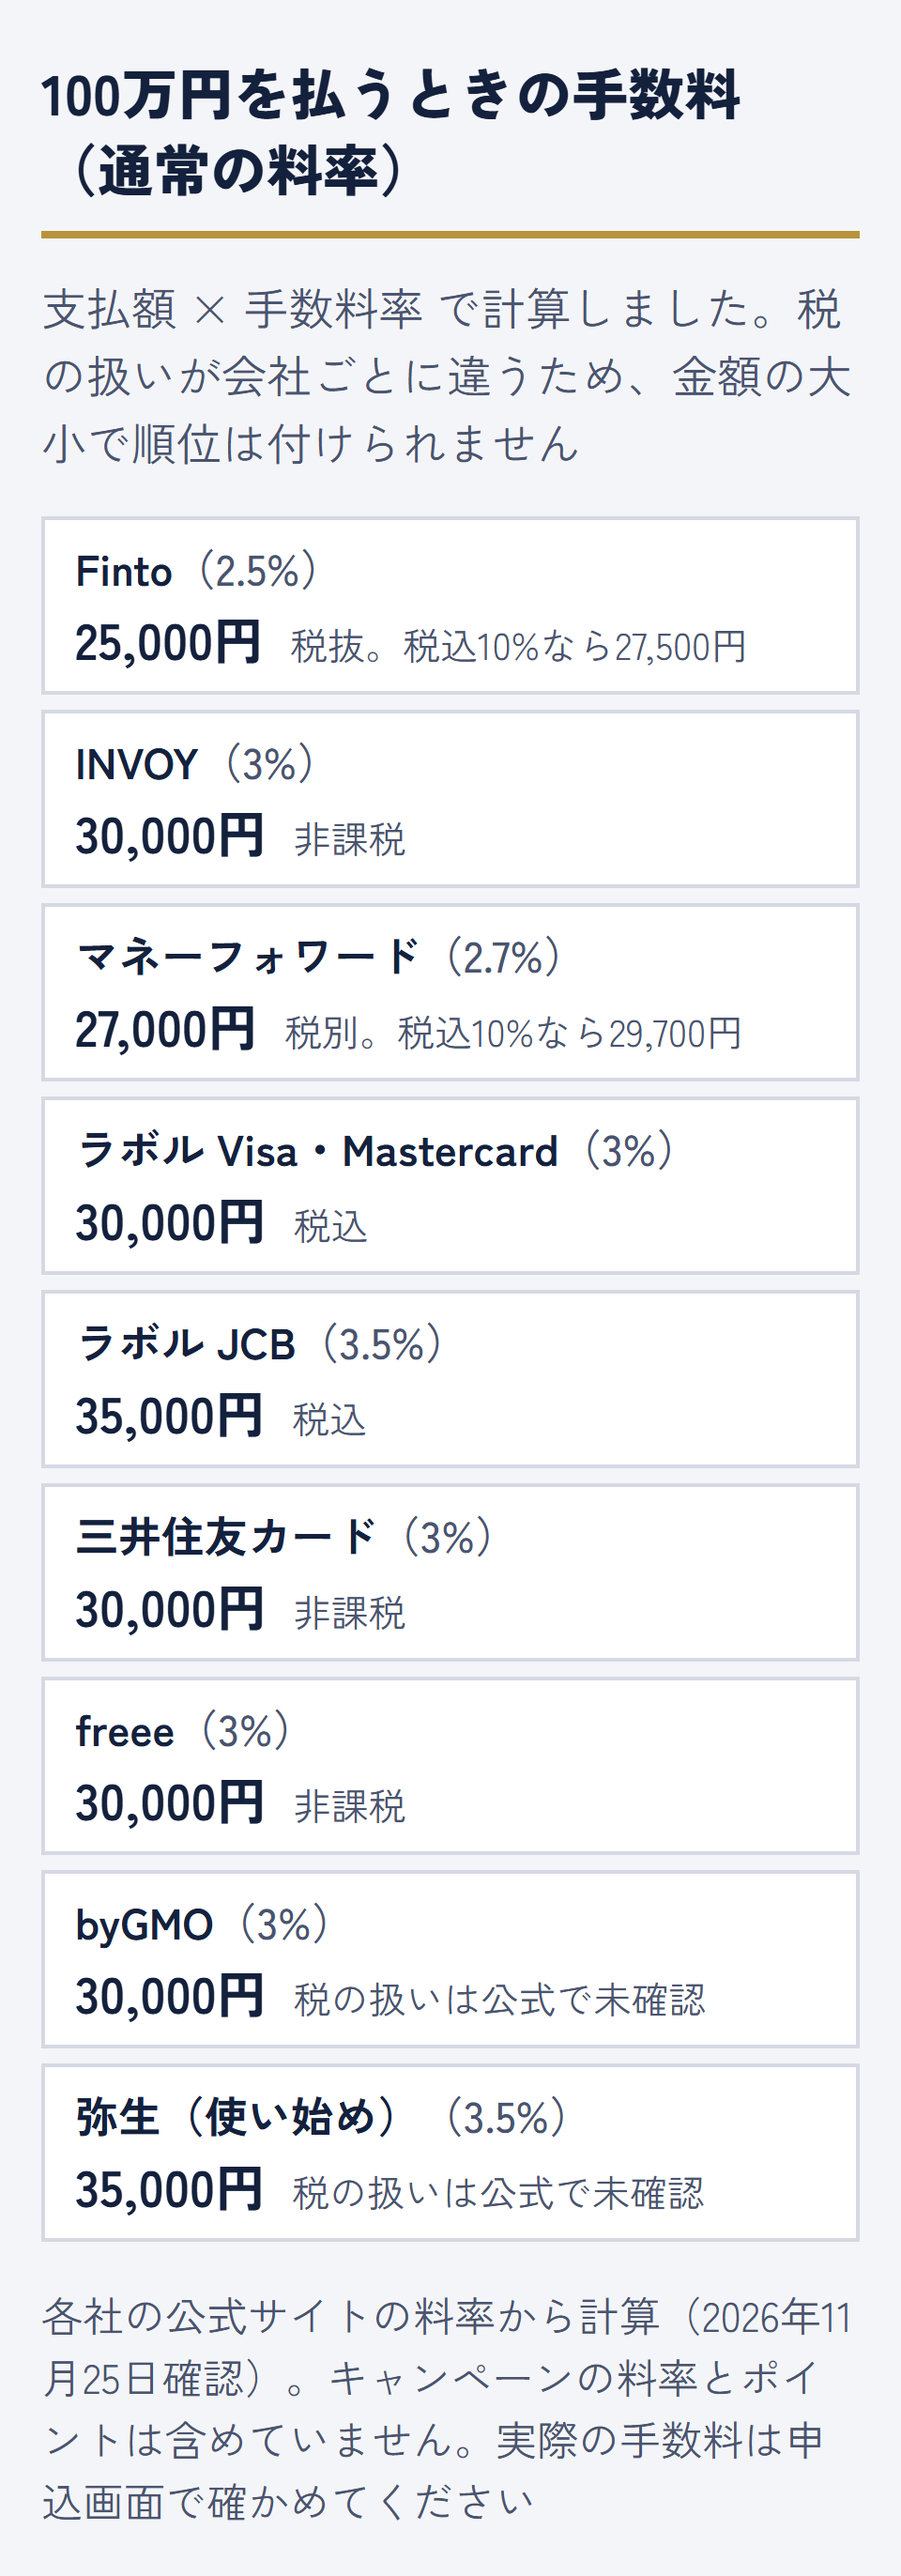 100万円を払うときの手数料
（通常の料率）
支払額 × 手数料率 で計算しました。税
の扱いが会社ごとに違うため、金額の大
小で順位は付けられません
Finto（2.5%）
25,000円 税抜。税込10%なら27,500円
INVOY（3%）
30,000円 非課税
マネーフォワード（2.7%）
27,000円 税別。税込10%なら29,700円
ラボル Visa・Mastercard（3%）
30,000円 税込
ラボル JCB（3.5%）
35,000円 税込
三井住友カード（3%）
30,000円 非課税
freee（3%）
30,000円 非課税
byGMO（3%）
30,000円 税の扱いは公式で未確認
弥生（使い始め）（3.5%）
35,000円 税の扱いは公式で未確認
各社の公式サイトの料率から計算（2026年11
月25日確認）。キャンペーンの料率とポイ
ントは含めていません。実際の手数料は申
込画面で確かめてください